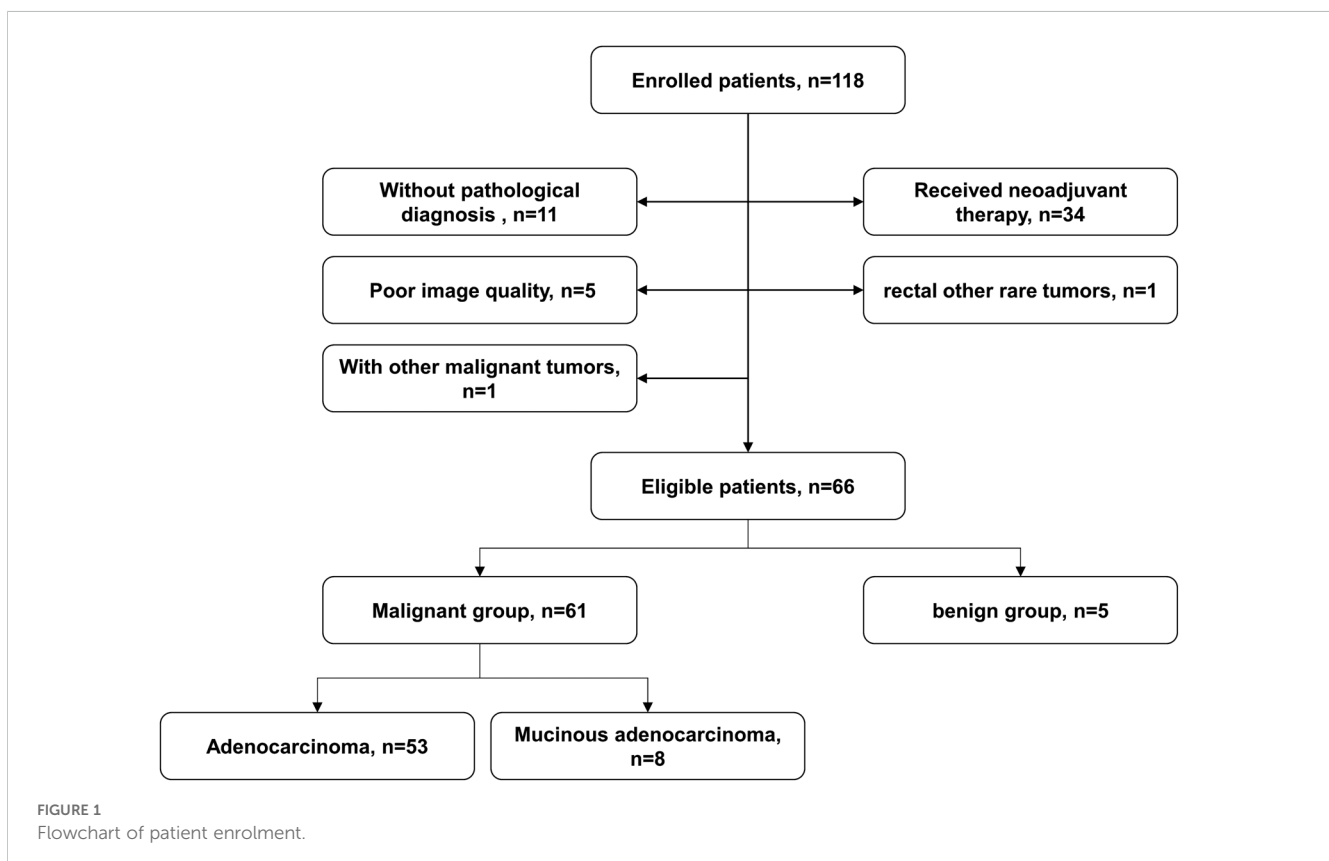 Enrolled patients, n=118
Without pathological
diagnosis , n=11
Received neoadjuvant
therapy, n=34
Poor image quality, n=5
rectal other rare tumors, n=1
With other malignant tumors,
n=1
Eligible patients, n=66
Malignant group, n=61
benign group, n=5
Adenocarcinoma, n=53
Mucinous adenocarcinoma,
n=8
FIGURE 1
Flowchart of patient enrolment.